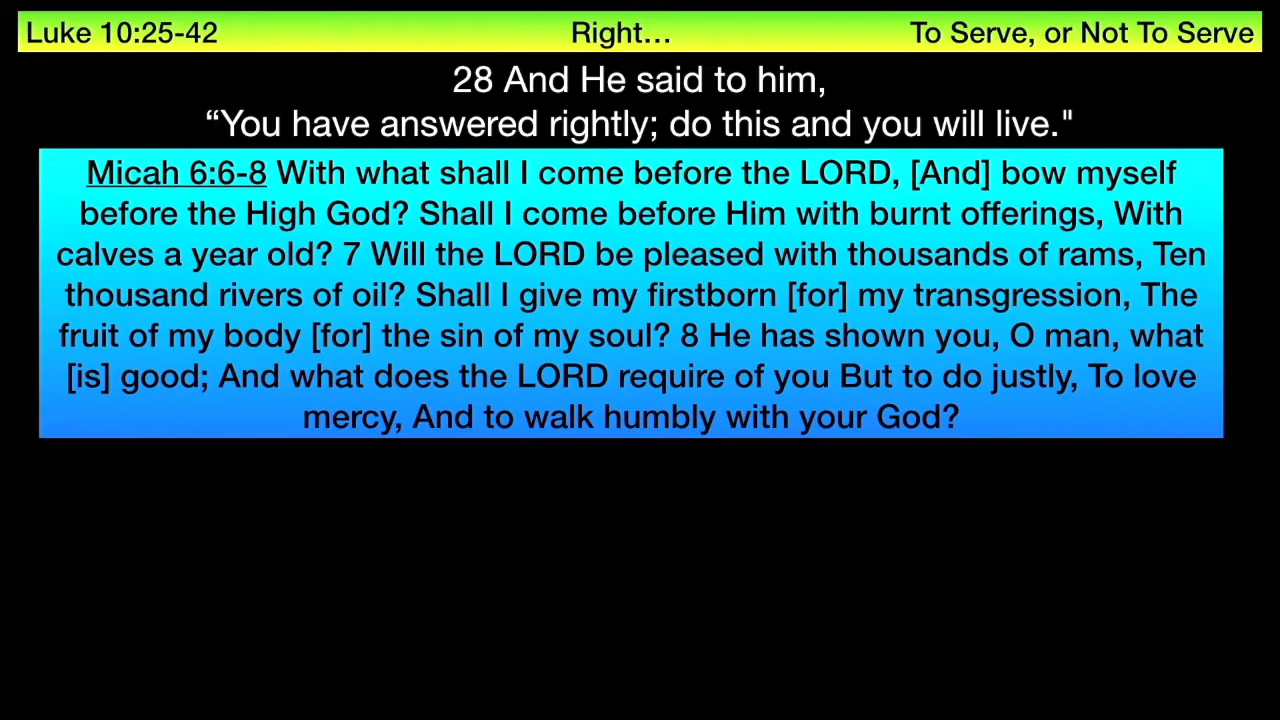 Luke 10:25-42 Right… To Serve, or Not To Serve
28 And He said to him,
“You have answered rightly; do this and you will live."
Micah 6:6-8 With what shall I come before the LORD, [And] bow myself
before the High God? Shall I come before Him with burnt offerings, With
calves a year old? 7 Will the LORD be pleased with thousands of rams, Ten
thousand rivers of oil? Shall I give my firstborn [for] my transgression, The
fruit of my body [for] the sin of my soul? 8 He has shown you, O man, what
[is] good; And what does the LORD require of you But to do justly, To love
mercy, And to walk humbly with your God?